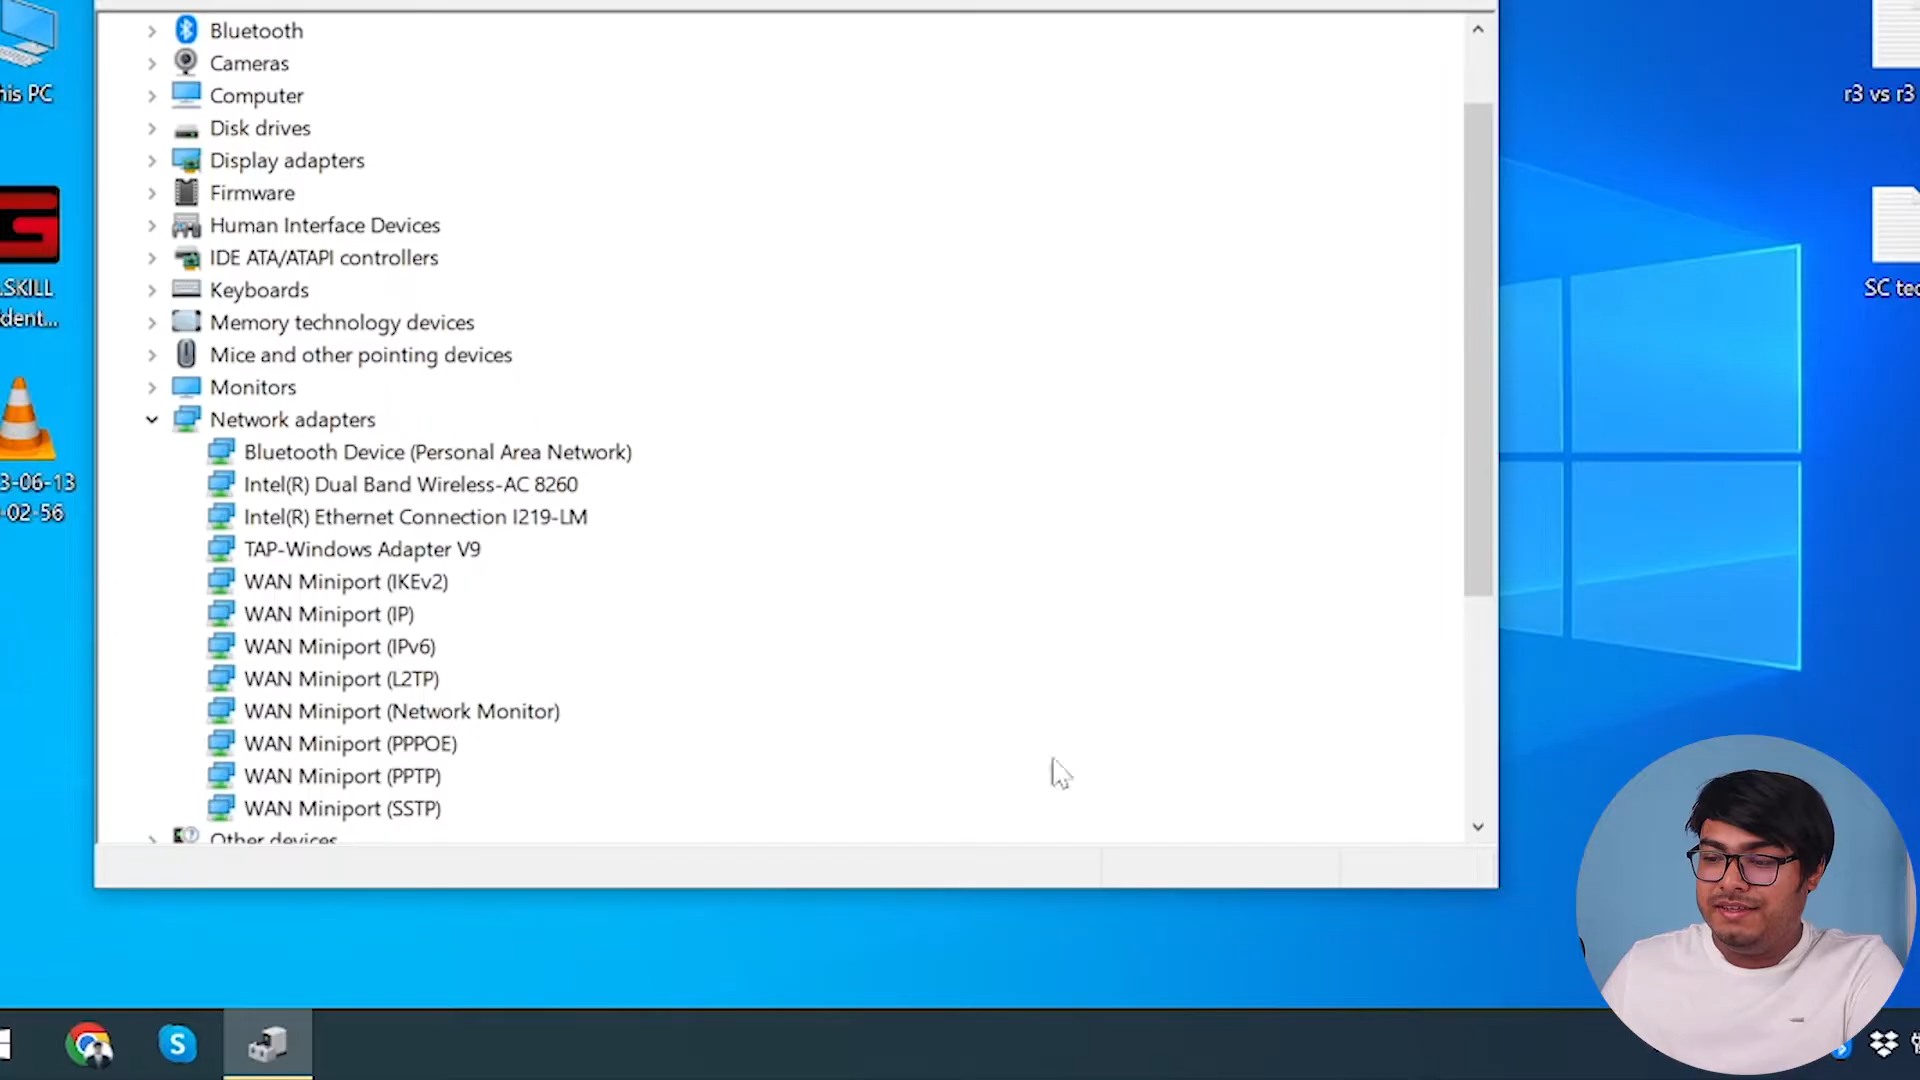 Bluetooth
Cameras
Computer
Disk drives
Display adapters
Firmware
Human Interface Devices
IDE ATA/ATAPI controllers
Keyboards
Memory technology devices
Mice and other pointing devices
Monitors
Network adapters
Bluetooth Device (Personal Area Network)
Intel(R) Dual Band Wireless-AC 8260
Intel(R) Ethernet Connection I219-LM
TAP-Windows Adapter V9
WAN Miniport (IKEv2)
WAN Miniport (IP)
WAN Miniport (IPv6)
WAN Miniport (L2TP)
WAN Miniport (Network Monitor)
WAN Miniport (PPPOE)
WAN Miniport (PPTP)
WAN Miniport (SSTP)
Other devices
his PC
.SKILL
dent...
3-06-13
-02-56
r3 vs r3
SC tec
S